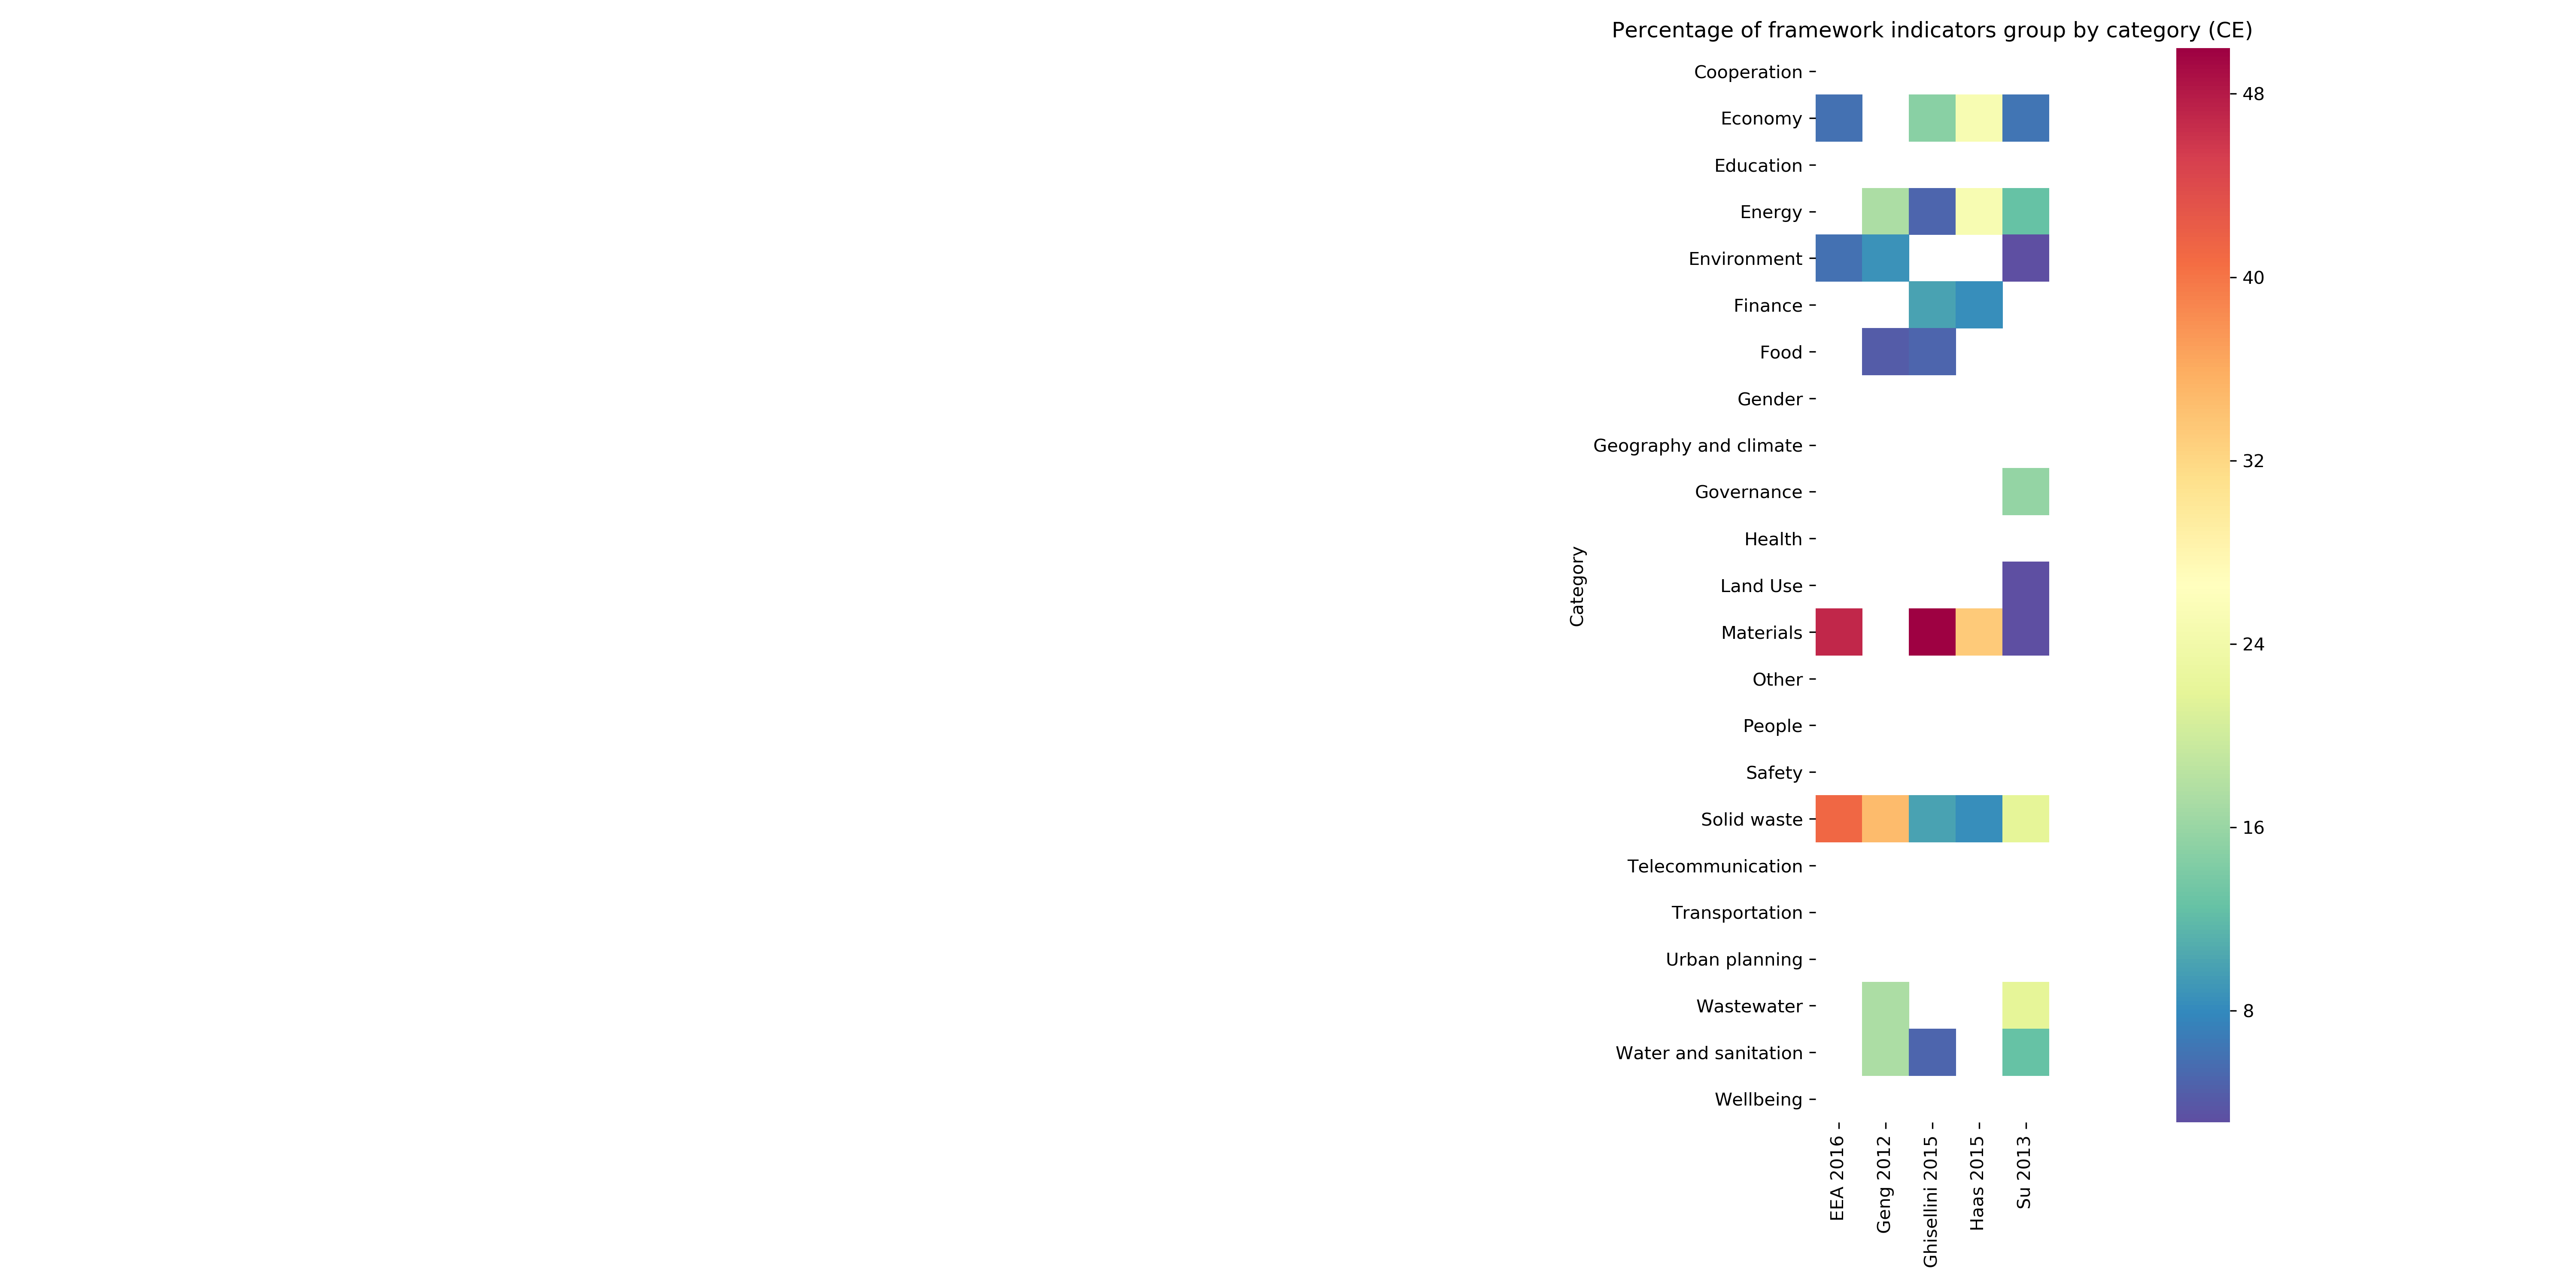 Percentage of framework indicators group by category (CE)
Cooperation
Economy
Education
Energy
Environment
Finance
Food
Gender
Geography and climate
Governance
Health
Land Use
Materials
Other
People
Safety
Solid waste
Telecommunication
Transportation
Urban planning
Wastewater
Water and sanitation
Wellbeing
Category
EEA 2016
Geng 2012
Ghisellini 2015
Haas 2015
Su 2013
48
40
32
24
16
8